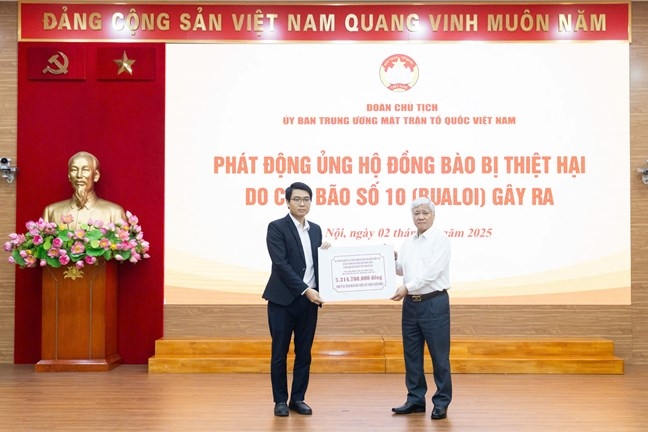 ĐẢNG CỘNG SẢN VIỆT NAM QUANG VINH MUÔN NĂM
ĐOÀN CHỦ TỊCH
ỦY BAN TRUNG ƯƠNG MẶT TRẬN TỔ QUỐC VIỆT NAM
PHÁT ĐỘNG ỦNG HỘ ĐỒNG BÀO BỊ THIỆT HẠI
DO C BÃO SỐ 10 (BUALOI) GÂY RA
Nội, ngày 02 thá 2025
đồng